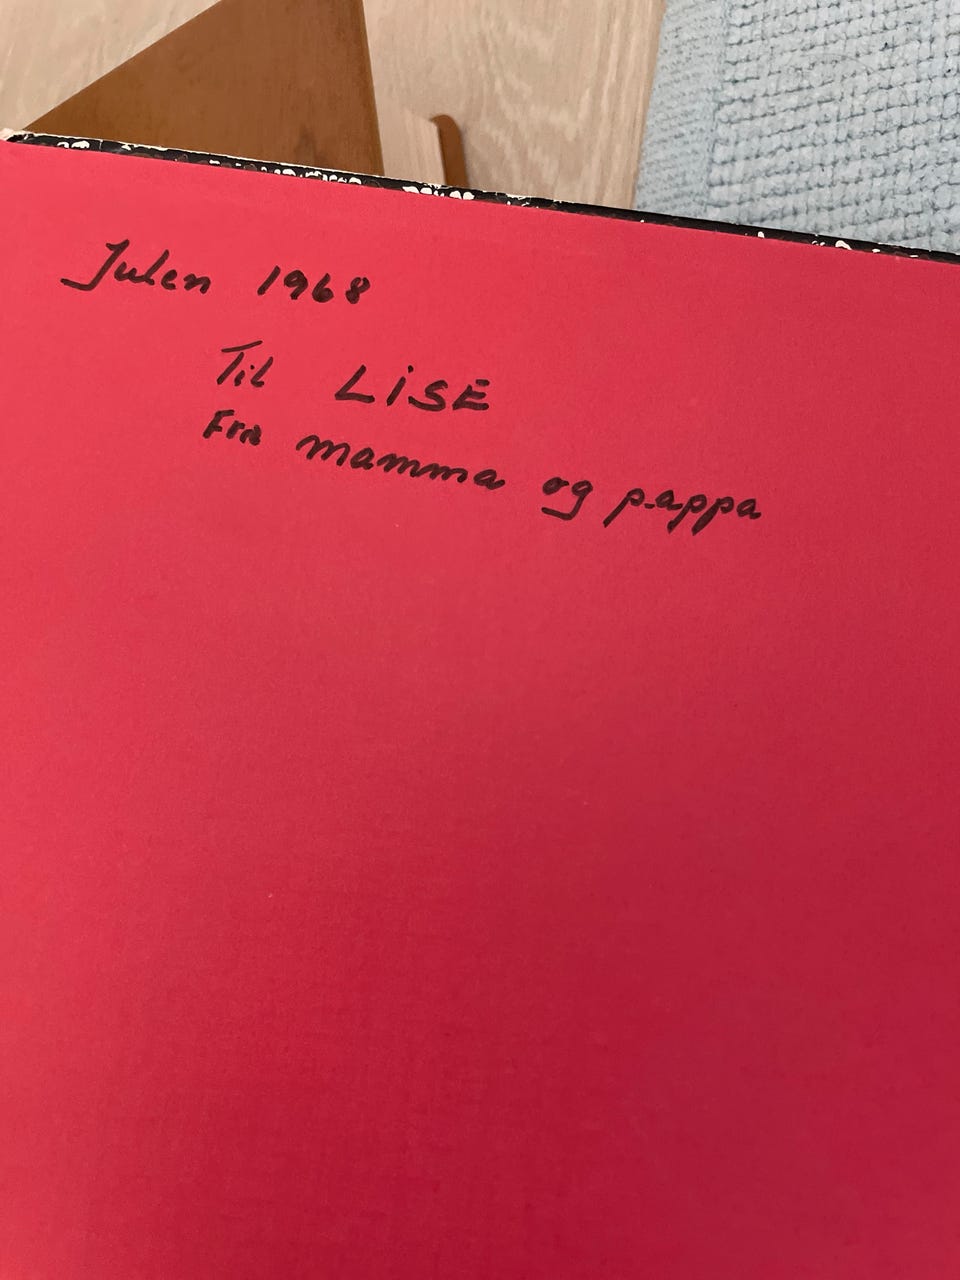 Julen 1968
Til LISE
Fra mamma og pappa